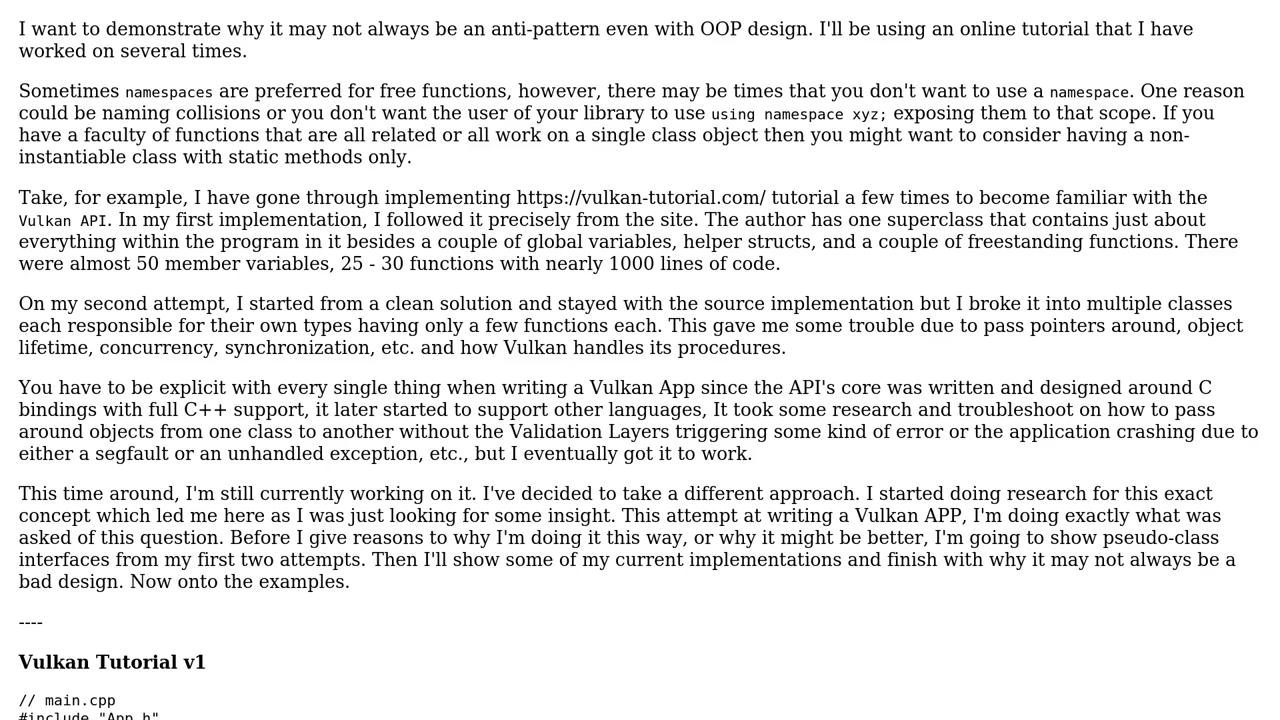 I want to demonstrate why it may not always be an anti-pattern even with OOP design. I'll be using an online tutorial that I have
worked on several times.
Sometimes namespaces are preferred for free functions, however, there may be times that you don't want to use a namespace. One reason
could be naming collisions or you don't want the user of your library to use using namespace xyz; exposing them to that scope. If you
have a faculty of functions that are all related or all work on a single class object then you might want to consider having a non-
instantiable class with static methods only.
Take, for example, I have gone through implementing https://vulkan-tutorial.com/ tutorial a few times to become familiar with the
Vulkan API. In my first implementation, I followed it precisely from the site. The author has one superclass that contains just about
everything within the program in it besides a couple of global variables, helper structs, and a couple of freestanding functions. There
were almost 50 member variables, 25 - 30 functions with nearly 1000 lines of code.
On my second attempt, I started from a clean solution and stayed with the source implementation but I broke it into multiple classes
each responsible for their own types having only a few functions each. This gave me some trouble due to pass pointers around, object
lifetime, concurrency, synchronization, etc. and how Vulkan handles its procedures.
You have to be explicit with every single thing when writing a Vulkan App since the API's core was written and designed around C
bindings with full C++ support, it later started to support other languages, It took some research and troubleshoot on how to pass
around objects from one class to another without the Validation Layers triggering some kind of error or the application crashing due to
either a segfault or an unhandled exception, etc., but I eventually got it to work.
This time around, I'm still currently working on it. I've decided to take a different approach. I started doing research for this exact
concept which led me here as I was just looking for some insight. This attempt at writing a Vulkan APP, I'm doing exactly what was
asked of this question. Before I give reasons to why I'm doing it this way, or why it might be better, I'm going to show pseudo-class
interfaces from my first two attempts. Then I'll show some of my current implementations and finish with why it may not always be a
bad design. Now onto the examples.
----
Vulkan Tutorial v1
// main.cpp
#include "App.h"